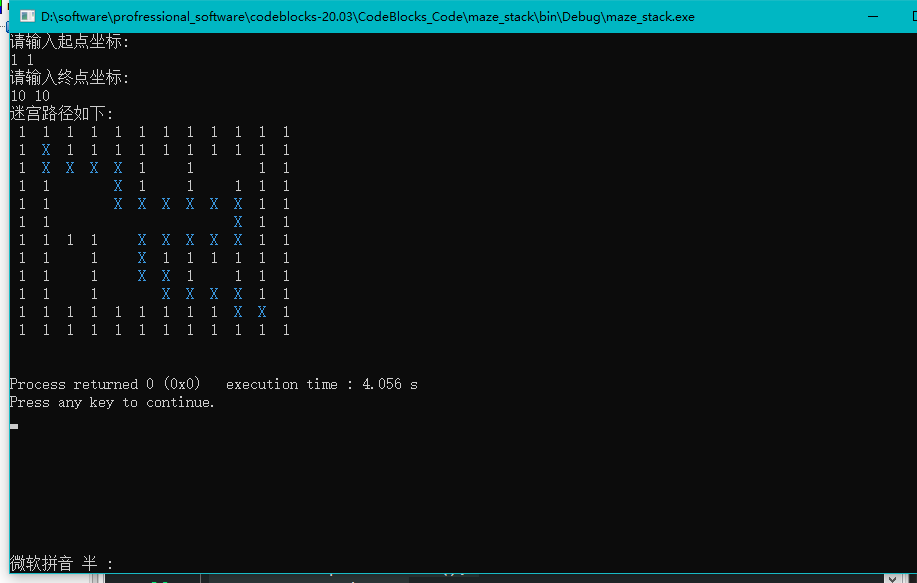 D:\software\profressional_software\codeblocks-20.03\CodeBlocks_Code\maze_stack\bin\Debug\maze_stack.exe
请输入起点坐标:
1 1
请输入终点坐标:
10 10
迷宫路径如下:
1 1 1 1 1 1 1 1 1 1 1 1
1 X 1 1 1 1 1 1 1 1 1 1
1 X X X X 1   1     1 1
1 1     X 1   1   1 1 1
1 1     X X X X X X 1 1
1 1               X 1 1
1 1 1 1   X X X X X 1 1
1 1   1   X 1 1 1 1 1 1
1 1   1   X X 1   1 1 1
1 1   1     X X X X 1 1
1 1 1 1 1 1 1 1 1 X X 1
1 1 1 1 1 1 1 1 1 1 1 1
Process returned 0 (0x0)   execution time : 4.056 s
Press any key to continue.
微软拼音 半 :